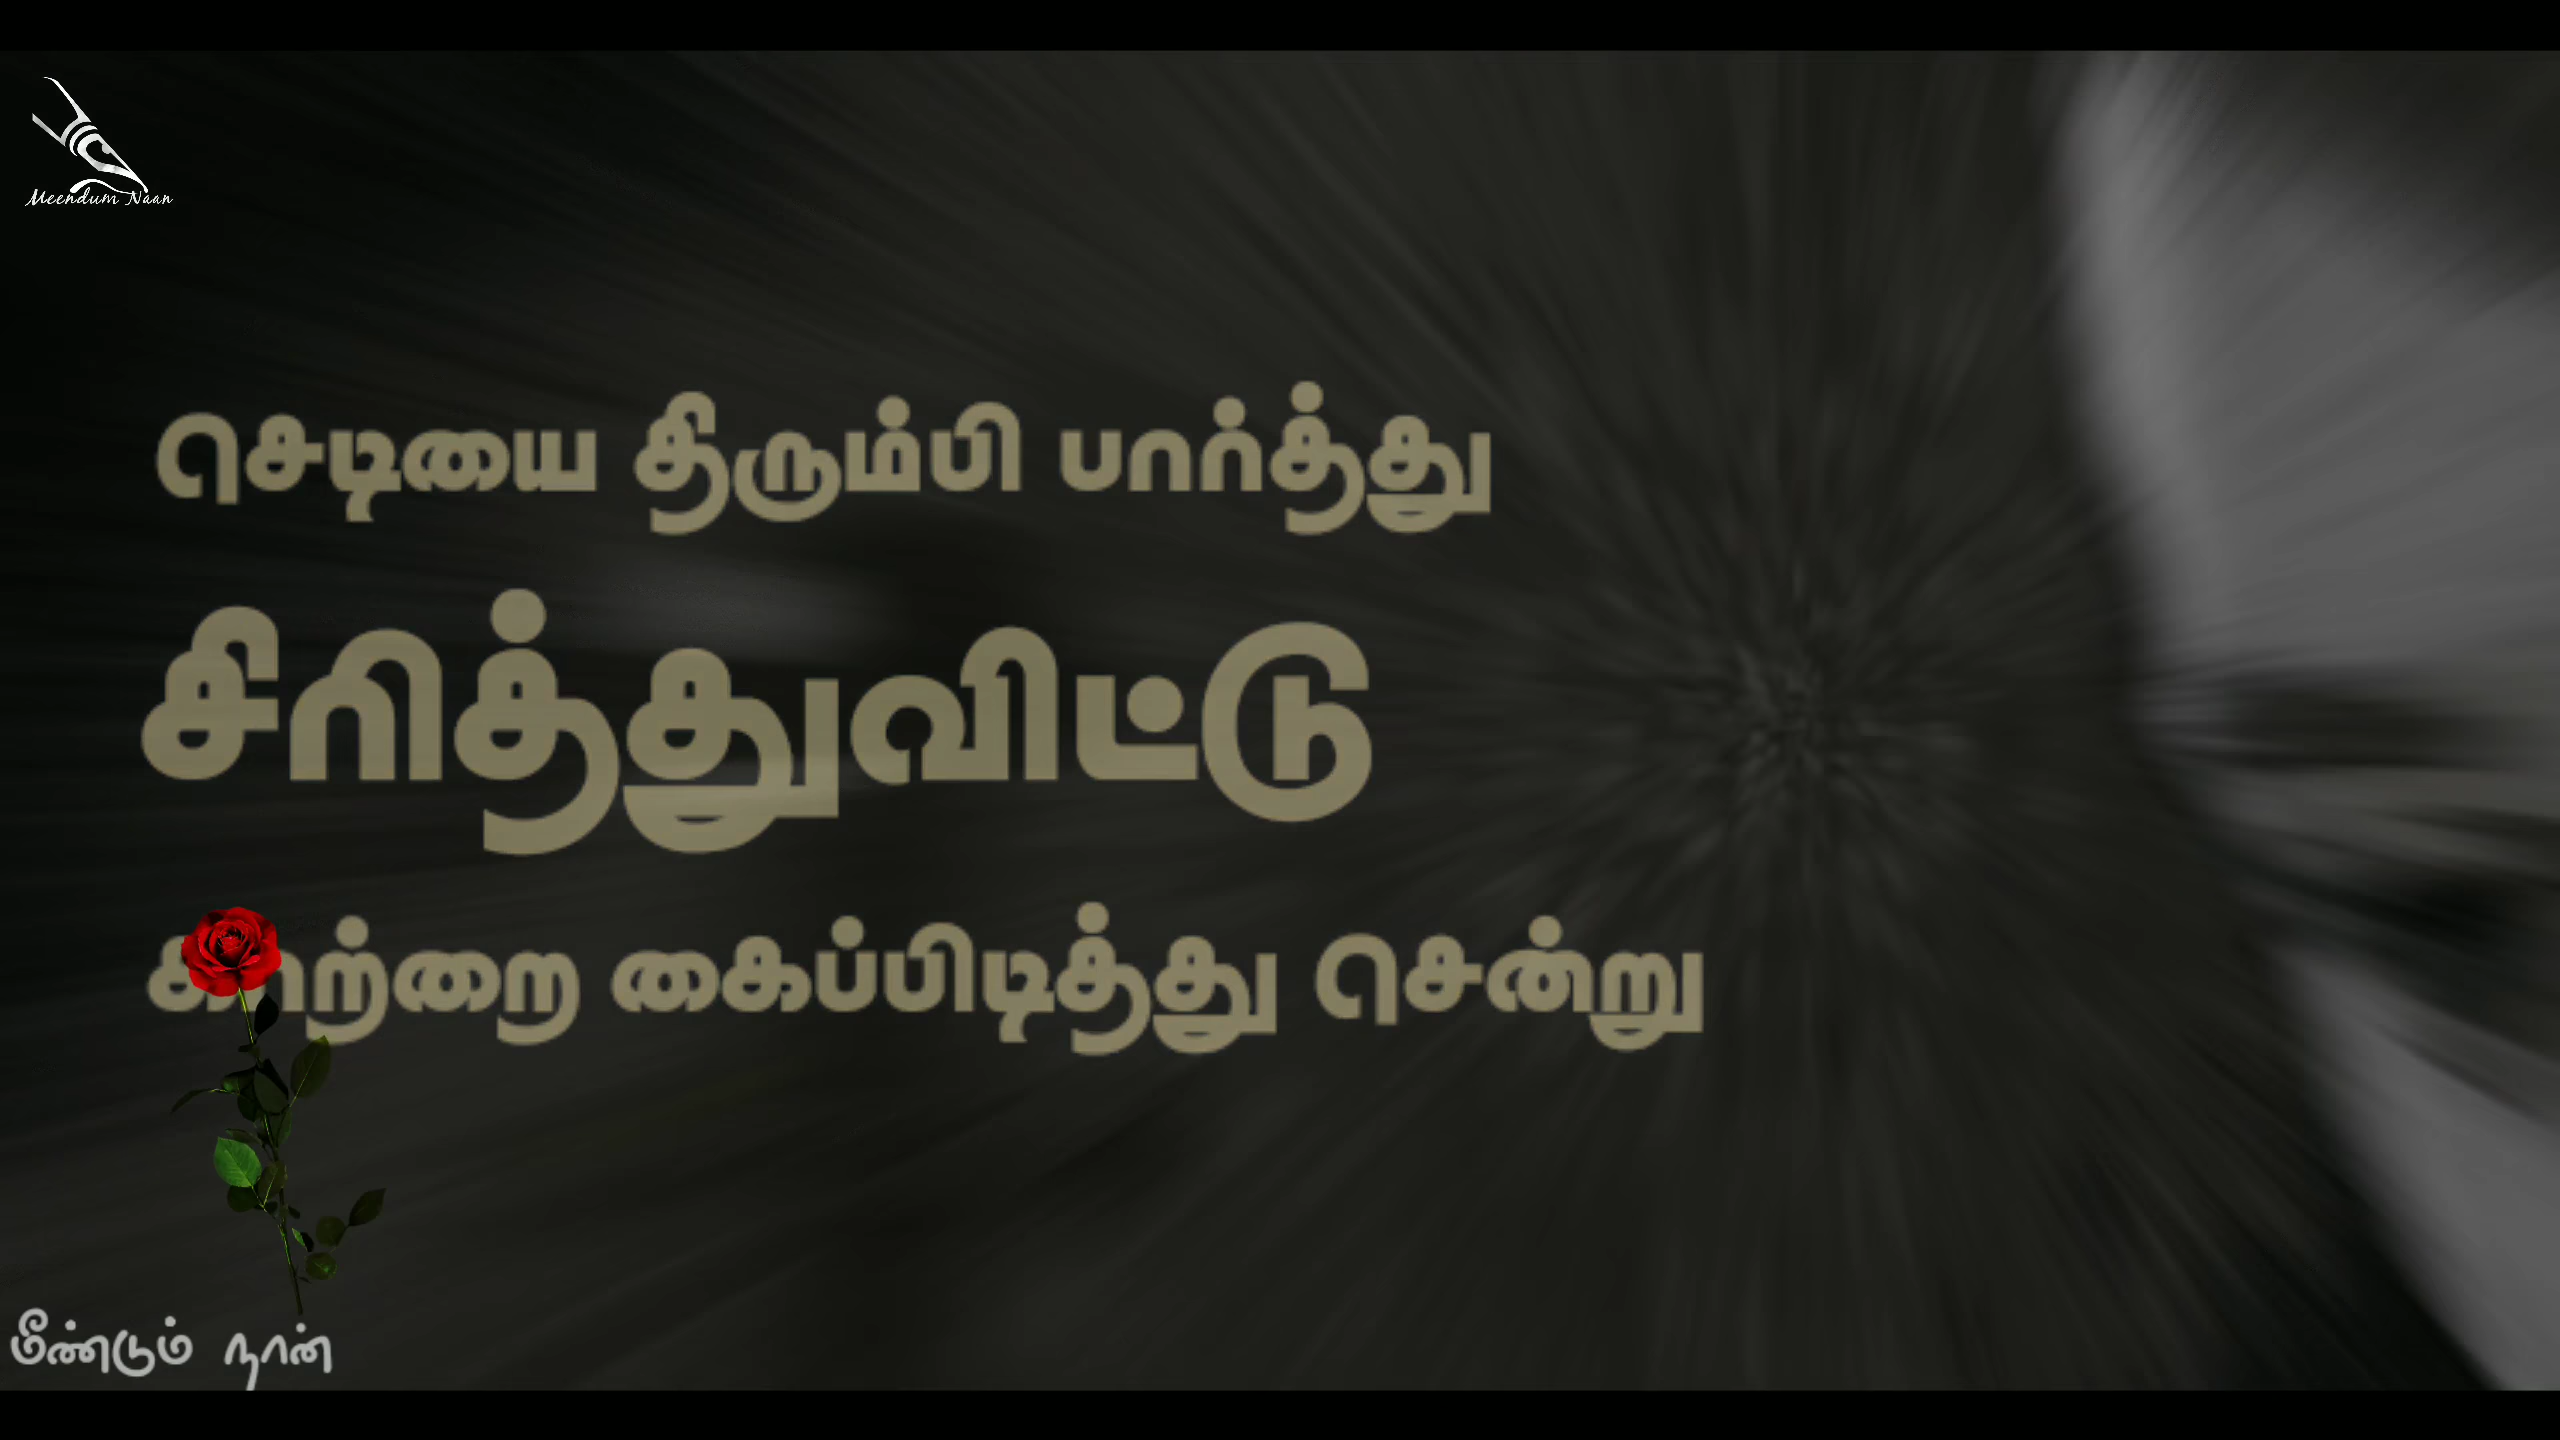 Meendum Naan
செடியை திரும்பி பார்த்து
சிரித்துவிட்டு
காற்றை கைப்பிடித்து சென்று
மீண்டும் நான்